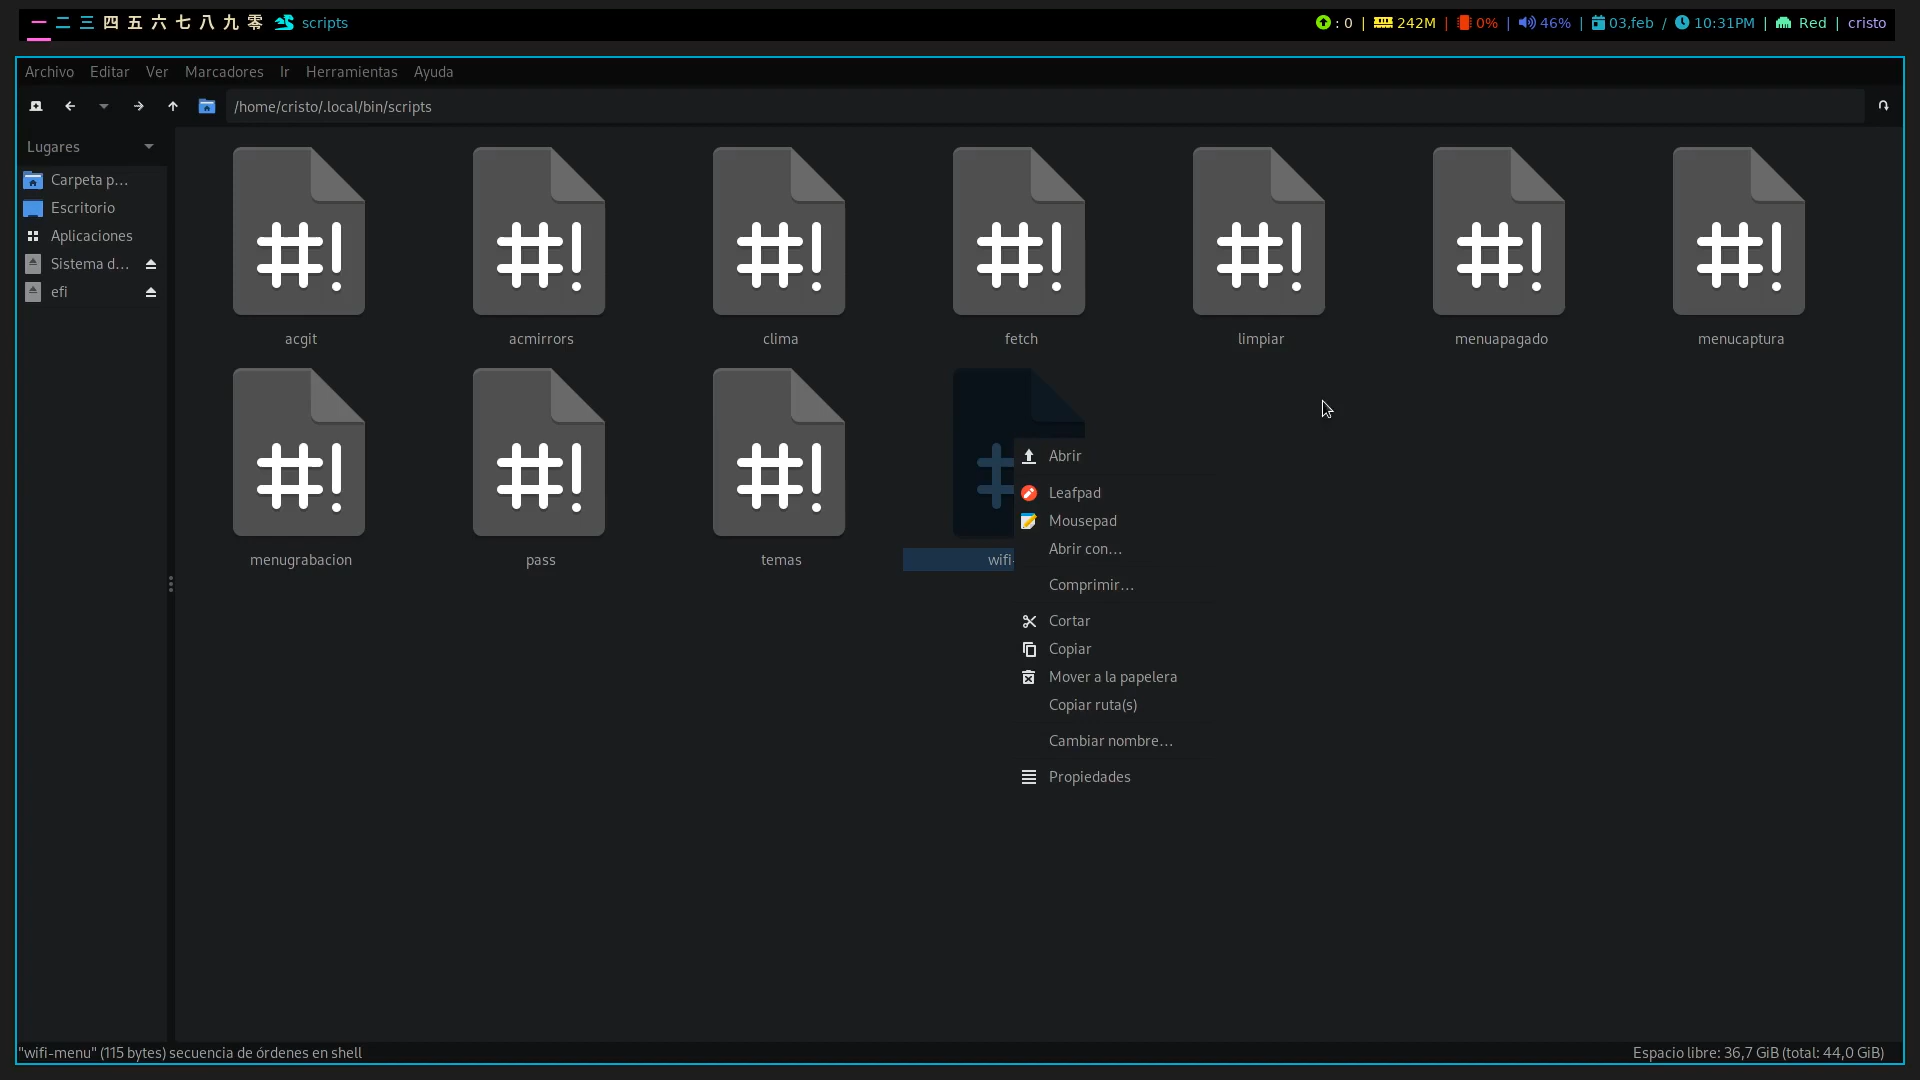 一 二 三 四 五 六 七 八 九 零 scripts : 0 | 242M | 0% | 46% | 03,feb / 10:31PM | Red | cristo
Archivo Editar Ver Marcadores Ir Herramientas Ayuda
/home/cristo/.local/bin/scripts
Lugares
Carpeta p...
Escritorio
Aplicaciones
Sistema d...
efi
#! #! #! #! #! #! #!
acgit acmirrors clima fetch limpiar menuapagado menucaptura
#! #! #! #
menugrabacion pass temas wifi-
Abrir
Leafpad
Mousepad
Abrir con...
Comprimir...
Cortar
Copiar
Mover a la papelera
Copiar ruta(s)
Cambiar nombre...
Propiedades
"wifi-menu" (115 bytes) secuencia de órdenes en shell Espacio libre: 36,7 GiB (total: 44,0 GiB)